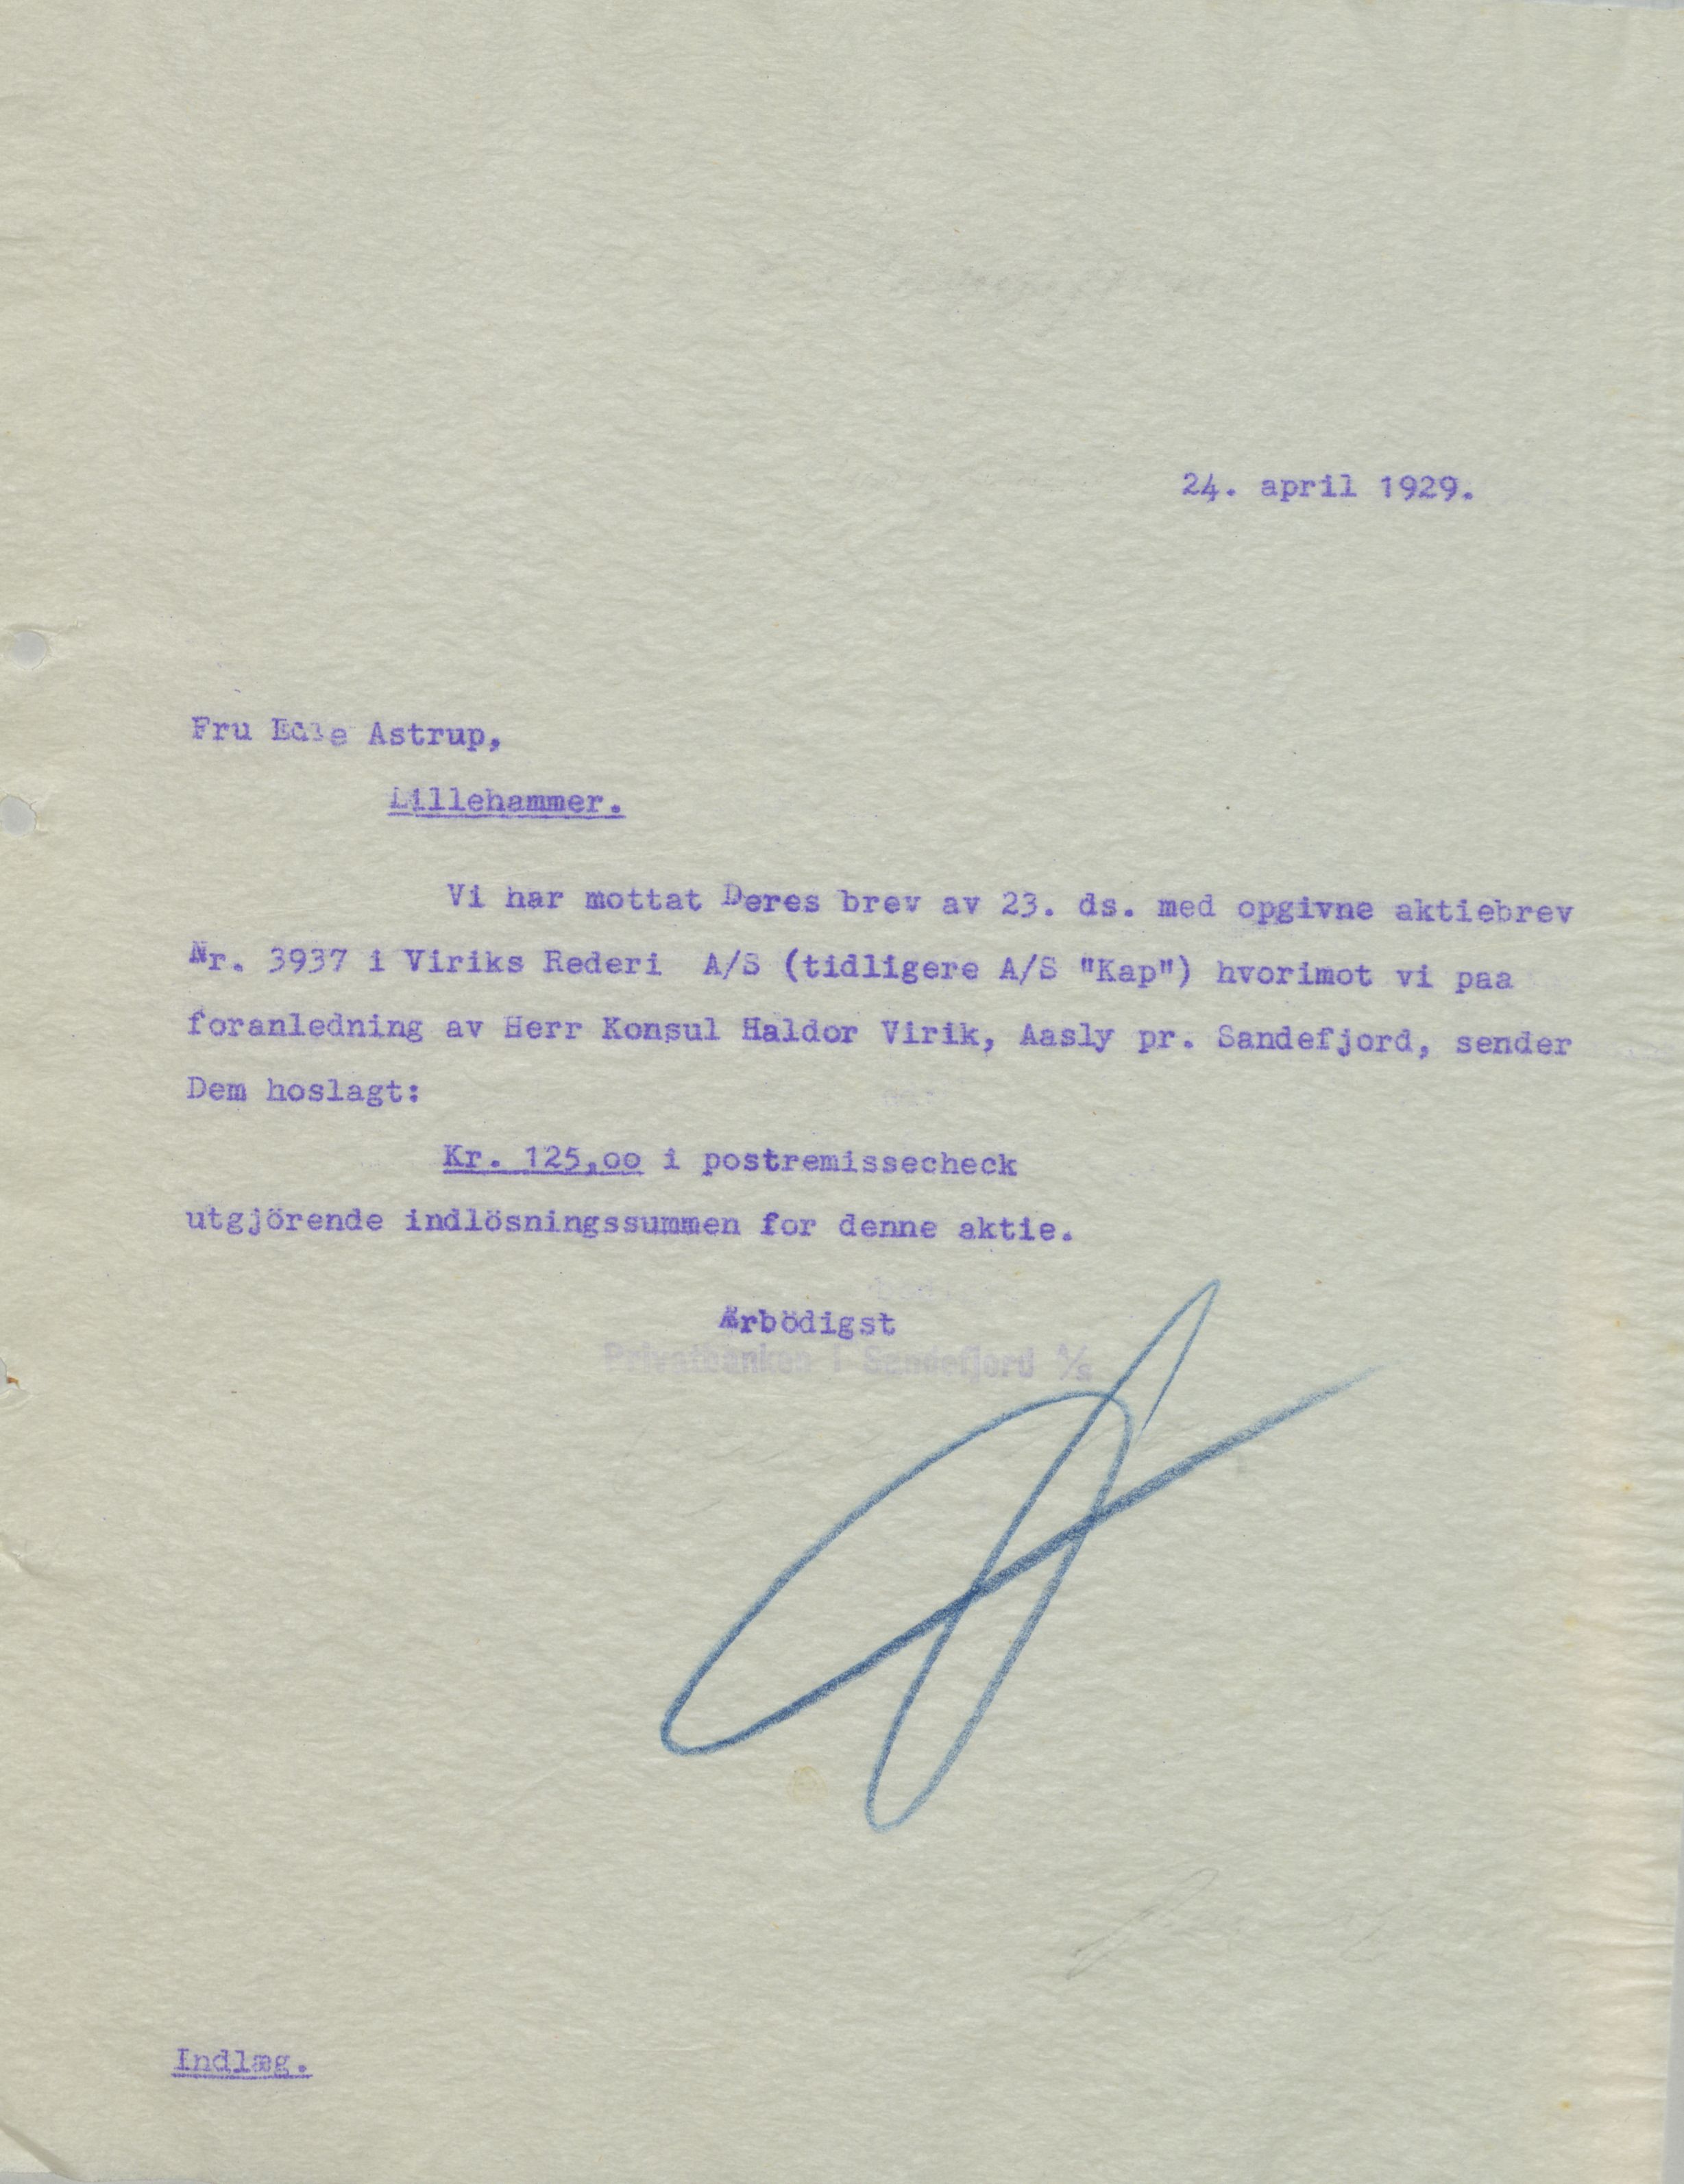 24. april 1929.
Fru Edle Astrup,
Lillehammer.
Vi har mottat Deres brev av 23. ds. med opgivne aktiebrev
Nr. 3937 i Viriks Rederi A/S (tidligere A/S "Kap") hvorimot vi paa
foranledning av Herr Konsul Haldor Virik, Aasly pr. Sandefjord, sender
Dem hoslagt:
Kr. 125,oo i postremissecheck
utgjörende indlösningssummen for denne aktie.
Ærbödigst
Privatbanken i Sandefjord A/S
Indlæg.